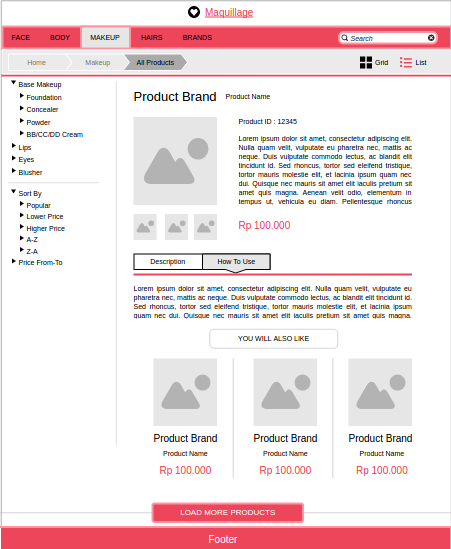 Maquillage
FACE BODY MAKEUP HAIRS BRANDS Search
Home Makeup All Products Grid List
Base Makeup
Foundation
Concealer
Powder
BB/CC/DD Cream
Lips
Eyes
Blusher
Sort By
Popular
Lower Price
Higher Price
A-Z
Z-A
Price From-To
Product Brand Product Name
Product ID : 12345
Lorem ipsum dolor sit amet, consectetur adipiscing elit.
Nulla quam velit, vulputate eu pharetra nec, mattis ac
neque. Duis vulputate commodo lectus, ac blandit elit
tincidunt id. Sed rhoncus, tortor sed eleifend tristique,
tortor mauris molestie elit, et lacinia ipsum quam nec
dui. Quisque nec mauris sit amet elit iaculis pretium sit
amet quis magna. Aenean velit odio, elementum in
tempus ut, vehicula eu diam. Pellentesque rhoncus
Rp 100.000
Description How To Use
Lorem ipsum dolor sit amet, consectetur adipiscing elit. Nulla quam velit, vulputate eu
pharetra nec, mattis ac neque. Duis vulputate commodo lectus, ac blandit elit tincidunt id.
Sed rhoncus, tortor sed eleifend tristique, tortor mauris molestie elit, et lacinia ipsum
quam nec dui. Quisque nec mauris sit amet elit iaculis pretium sit amet quis magna.
YOU WILL ALSO LIKE
Product Brand Product Brand Product Brand
Product Name Product Name Product Name
Rp 100.000 Rp 100.000 Rp 100.000
LOAD MORE PRODUCTS
Footer